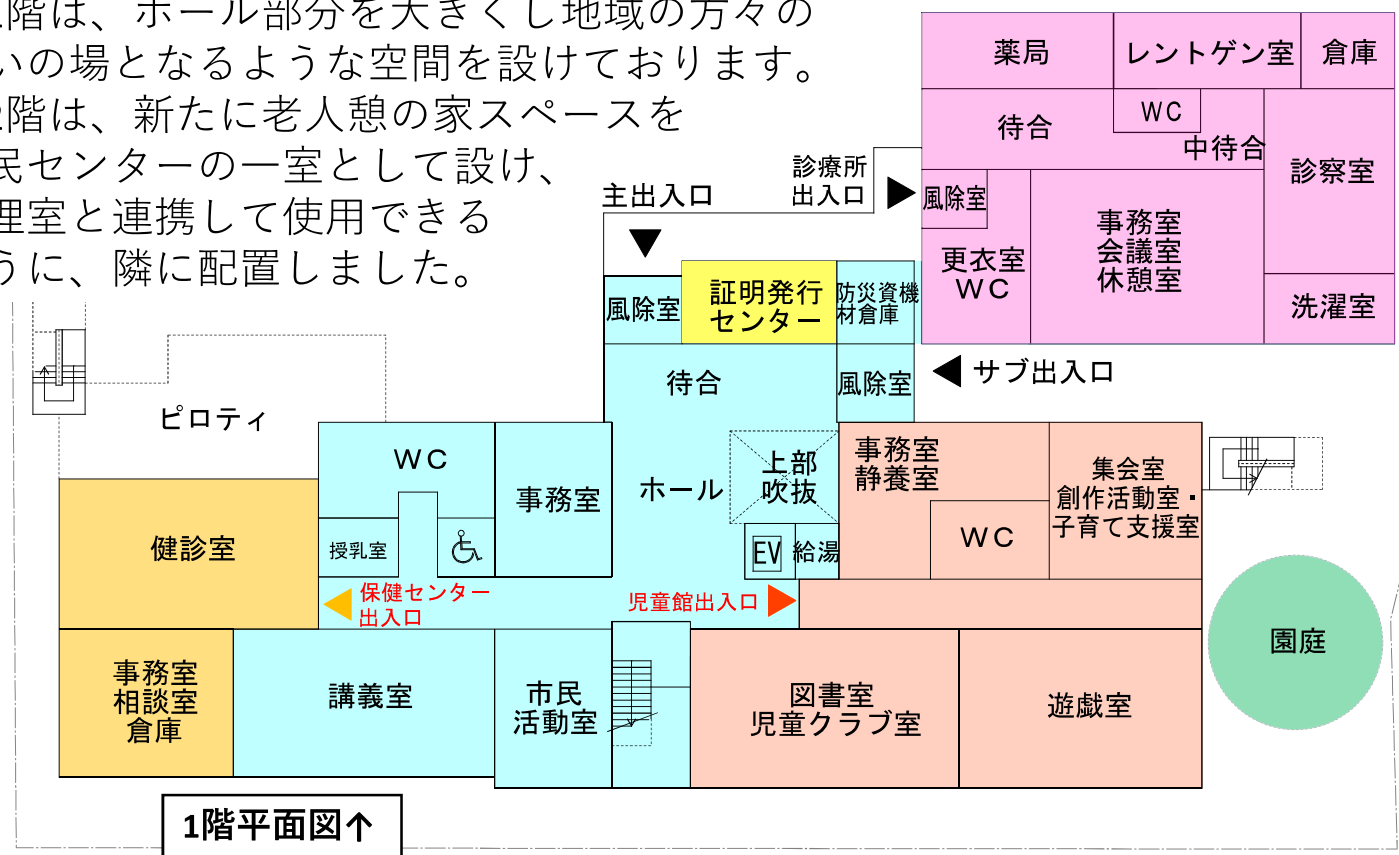 階は、ホール部分を大きくし地域の方々の
いの場となるような空間を設けております。
階は、新たに老人憩の家スペースを
民センターの一室として設け、
理室と連携して使用できる
うに、隣に配置しました。
薬局
レントゲン室
倉庫
待合
WC
中待合
診察室
診療所
出入口
主出入口
風除室
事務室
会議室
休憩室
更衣室
WC
洗濯室
風除室
証明発行
センター
防災資機
材倉庫
待合
風除室
サブ出入口
ピロティ
WC
事務室
ホール
上部
吹抜
事務室
静養室
集会室
創作活動室・
子育て支援室
WC
健診室
授乳室
EV
給湯
保健センター
出入口
児童館出入口
園庭
事務室
相談室
倉庫
講義室
市民
活動室
図書室
児童クラブ室
遊戯室
1階平面図↑